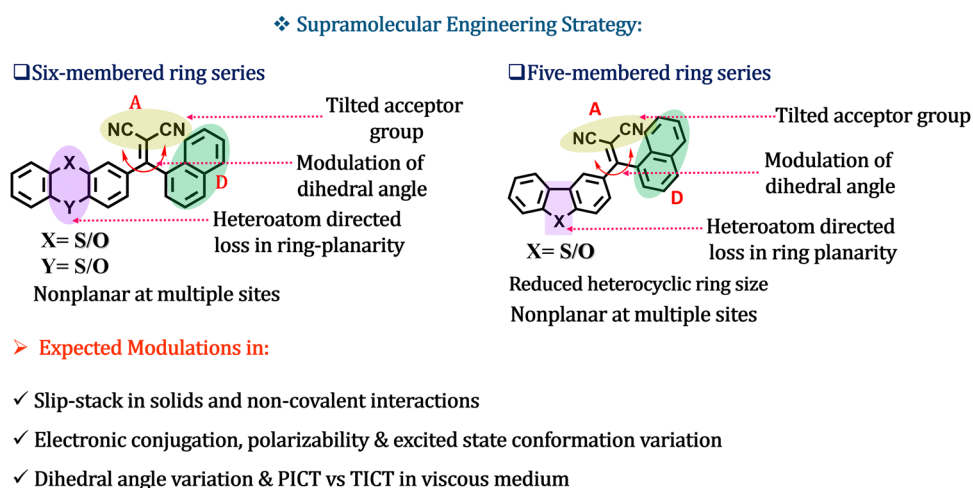 ❖ Supramolecular Engineering Strategy:
❑Six-membered ring series
A
NC CN
Tilted acceptor
group
Modulation of
dihedral angle
D
X
Y
Heteroatom directed
loss in ring-planarity
X= S/O
Y= S/O
Nonplanar at multiple sites
❑Five-membered ring series
A
NC CN
Tilted acceptor group
Modulation of
dihedral angle
D
X
Heteroatom directed
loss in ring planarity
X= S/O
Reduced heterocyclic ring size
Nonplanar at multiple sites
➢ Expected Modulations in:
✓ Slip-stack in solids and non-covalent interactions
✓ Electronic conjugation, polarizability & excited state conformation variation
✓ Dihedral angle variation & PICT vs TICT in viscous medium